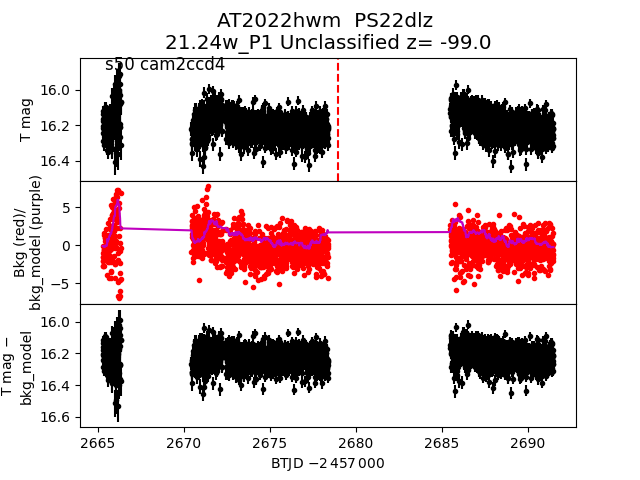 AT2022hwm  PS22dlz
21.24w_P1 Unclassified z= -99.0
s50 cam2ccd4
T mag
16.0
16.2
16.4
Bkg (red)/
bkg_model (purple)
5
0
−5
T mag −
bkg_model
16.0
16.2
16.4
16.6
2665
2670
2675
2680
2685
2690
BTJD −2 457 000